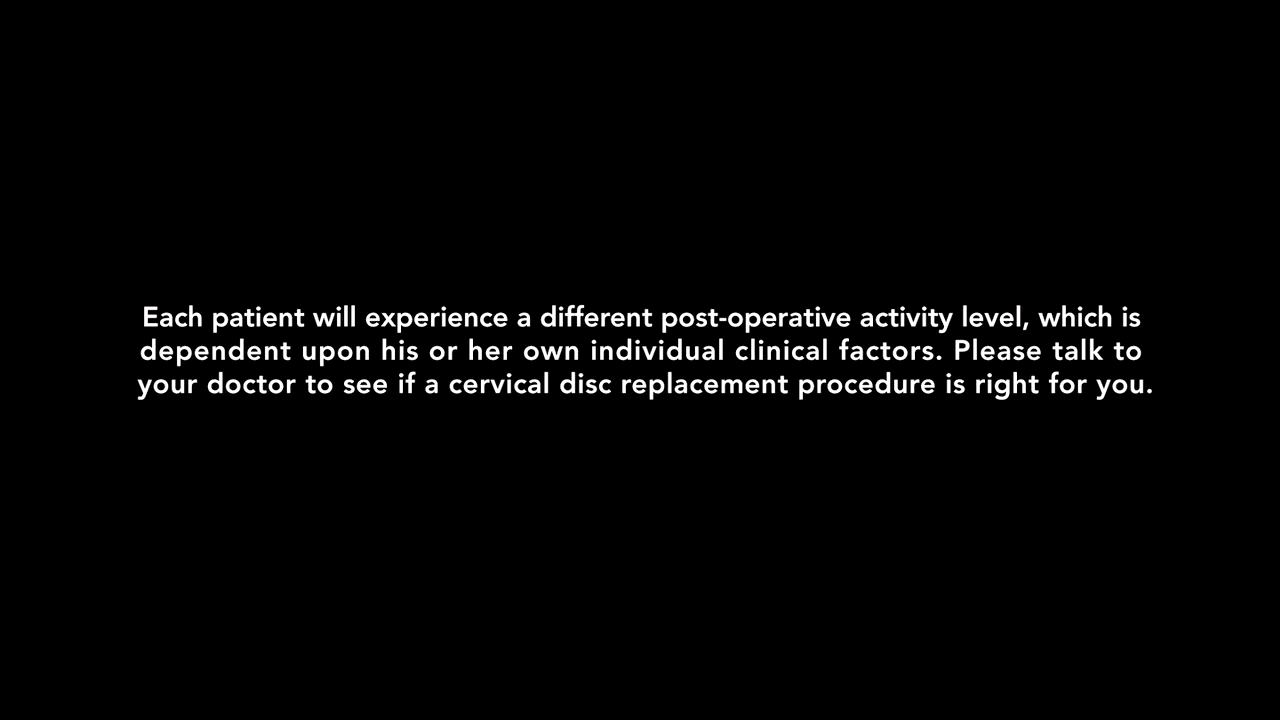 Each patient will experience a different post-operative activity level, which is
dependent upon his or her own individual clinical factors. Please talk to
your doctor to see if a cervical disc replacement procedure is right for you.